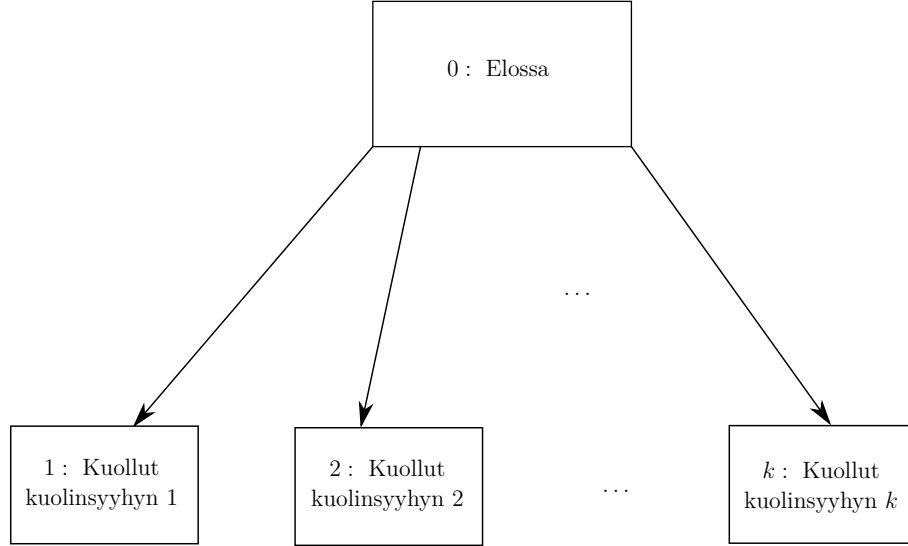 0 : Elossa
...
1 : Kuollut
kuolinsyyhyn 1
2 : Kuollut
kuolinsyyhyn 2
...
k : Kuollut
kuolinsyyhyn k